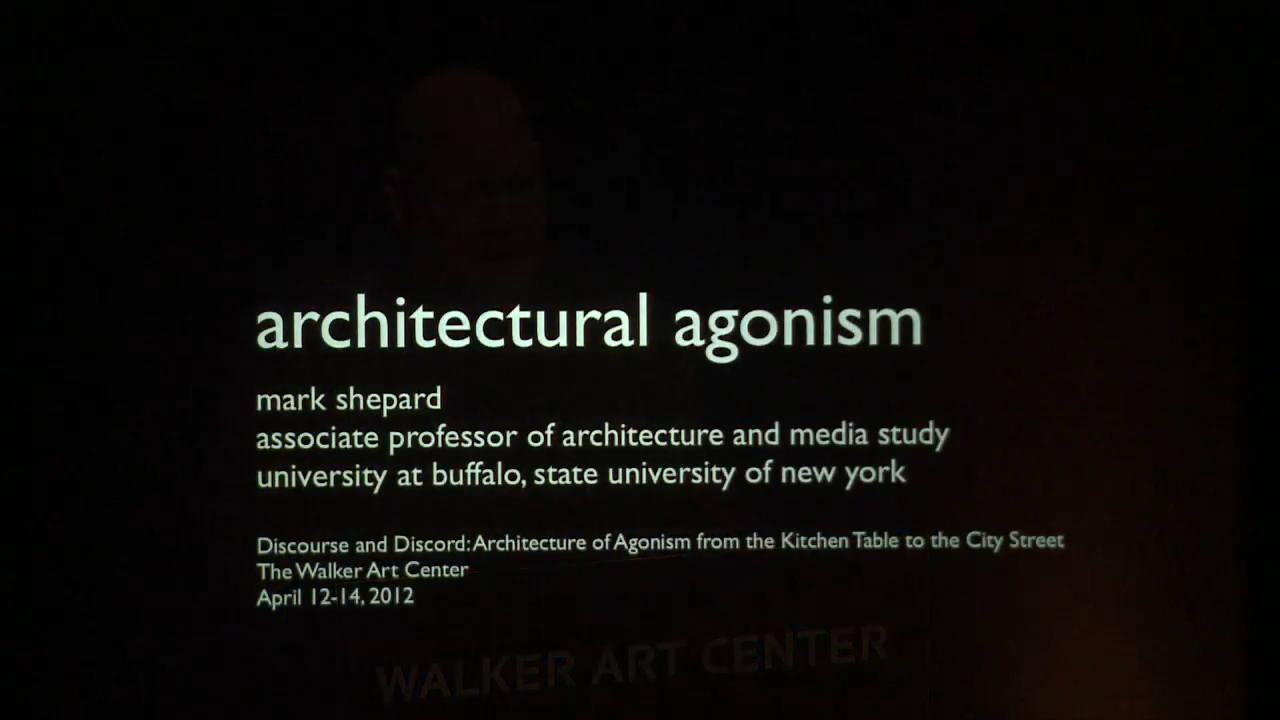 architectural agonism
mark shepard
associate professor of architecture and media study
university at buffalo, state university of new york
Discourse and Discord: Architecture of Agonism from the Kitchen Table to the City Street
The Walker Art Center
April 12-14, 2012
WALKER ART CENTER